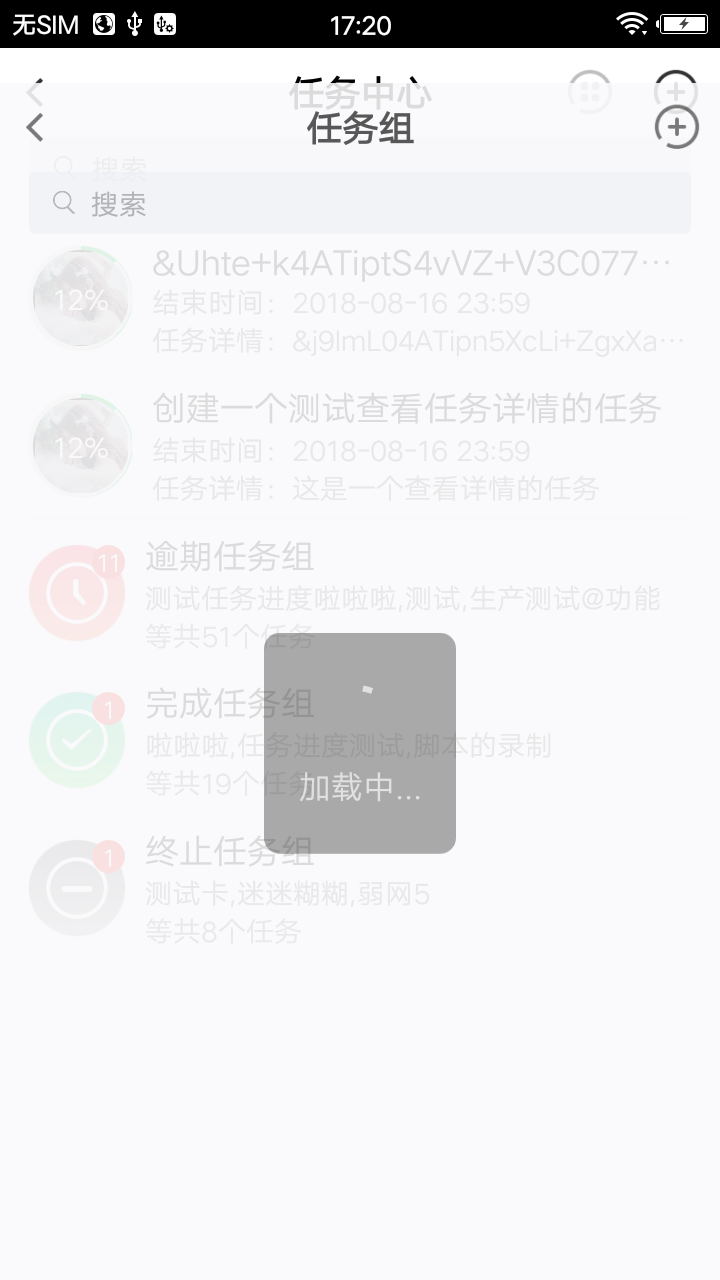 无SIM 17:20
任务中心
任务组
搜索
搜索
12%
&Uhte+k4ATiptS4vVZ+V3C077…
结束时间：2018-08-16 23:59
任务详情：&j9lmL04ATipn5XcLi+ZgxXa…
12%
创建一个测试查看任务详情的任务
结束时间：2018-08-16 23:59
任务详情：这是一个查看详情的任务
11
逾期任务组
测试任务进度啦啦啦,测试,生产测试@功能
等共51个任务
1
完成任务组
啦啦啦,任务进度测试,脚本的录制
等共19个任务
加载中...
1
终止任务组
测试卡,迷迷糊糊,弱网5
等共8个任务